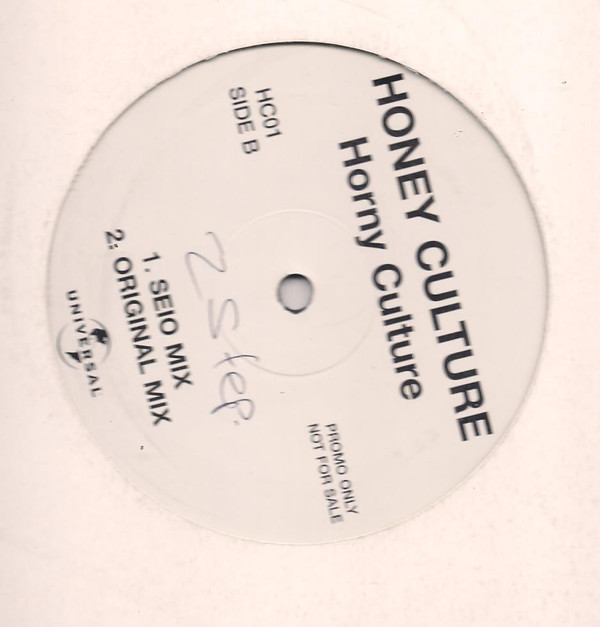 HONEY CULTURE
Horny Culture
HC01
SIDE B
PROMO ONLY
NOT FOR SALE
2 Step.
1. SEIO MIX
2: ORIGINAL MIX
UNIVERSAL